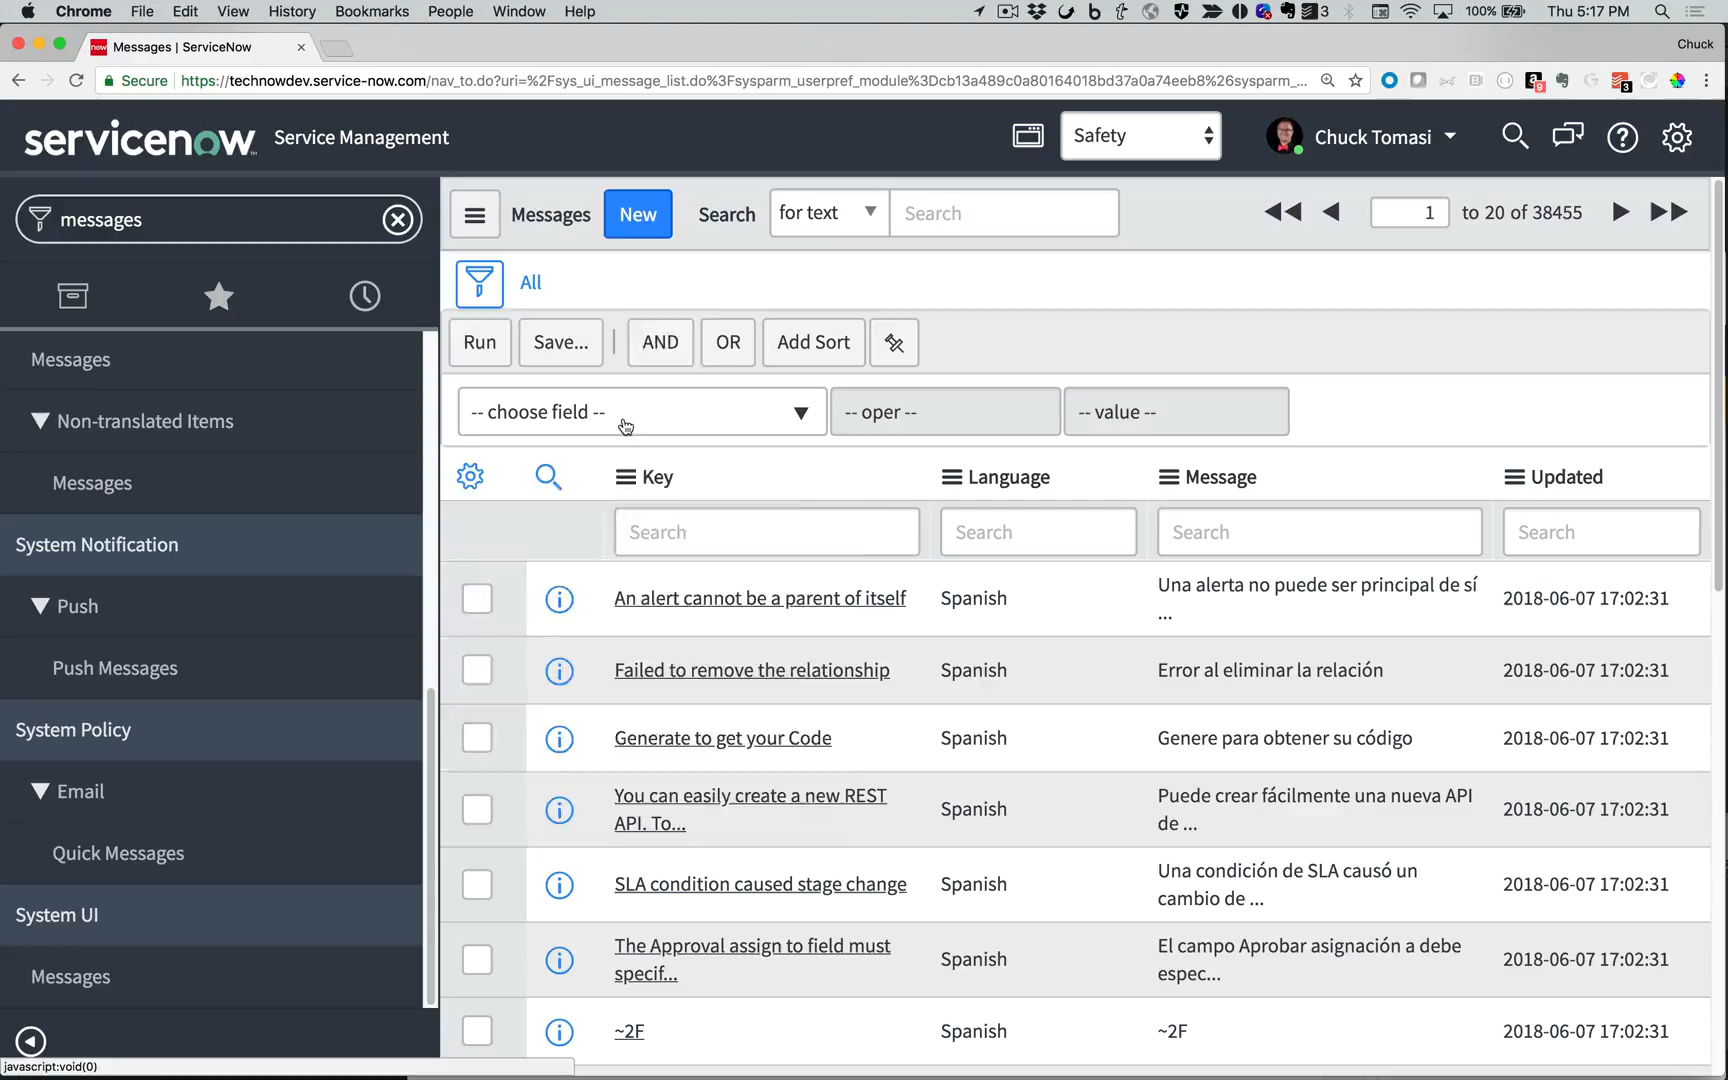 Chrome File Edit View History Bookmarks People Window Help 3 100% Thu 5:17 PM
new Messages | ServiceNow Chuck
Secure https://technowdev.service-now.com/nav_to.do?uri=%2Fsys_ui_message_list.do%3Fsysparm_userpref_module%3Dcb13a489c0a80164018bd37a0a74eeb8%26sysparm_... a 9 3
servicenow Service Management Safety Chuck Tomasi
messages
Messages New Search for text Search 1 to 20 of 38455
All
Run Save... AND OR Add Sort
-- choose field -- -- oper -- -- value --
Messages
Non-translated Items
Messages
System Notification
Push
Push Messages
System Policy
Email
Quick Messages
System UI
Messages
Key Language Message Updated
Search Search Search Search
An alert cannot be a parent of itself Spanish Una alerta no puede ser principal de sí
... 2018-06-07 17:02:31
Failed to remove the relationship Spanish Error al eliminar la relación 2018-06-07 17:02:31
Generate to get your Code Spanish Genere para obtener su código 2018-06-07 17:02:31
You can easily create a new REST
API. To... Spanish Puede crear fácilmente una nueva API
de ... 2018-06-07 17:02:31
SLA condition caused stage change Spanish Una condición de SLA causó un
cambio de ... 2018-06-07 17:02:31
The Approval assign to field must
specif... Spanish El campo Aprobar asignación a debe
espec... 2018-06-07 17:02:31
~2F Spanish ~2F 2018-06-07 17:02:31
javascript:void(0)